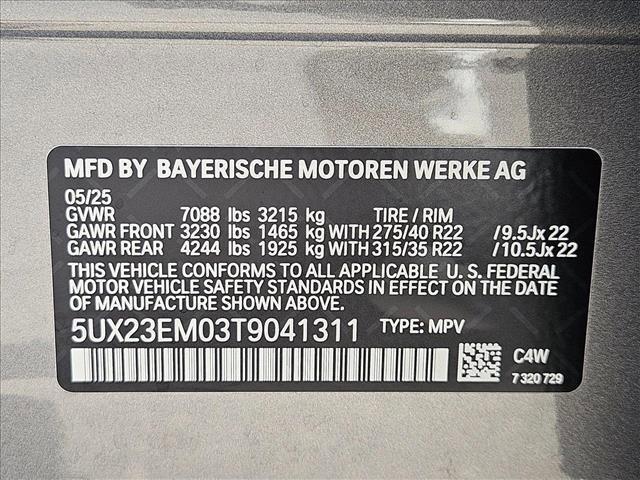 MFD BY BAYERISCHE MOTOREN WERKE AG
05/25
GVWR 7088 lbs 3215 kg TIRE / RIM
GAWR FRONT 3230 lbs 1465 kg WITH 275/40 R22 /9.5Jx22
GAWR REAR 4244 lbs 1925 kg WITH 315/35 R22 /10.5Jx22
THIS VEHICLE CONFORMS TO ALL APPLICABLE U.S. FEDERAL
MOTOR VEHICLE SAFETY STANDARDS IN EFFECT ON THE DATE
OF MANUFACTURE SHOWN ABOVE.
5UX23EM03T9041311 TYPE: MPV
C4W
7 320 729